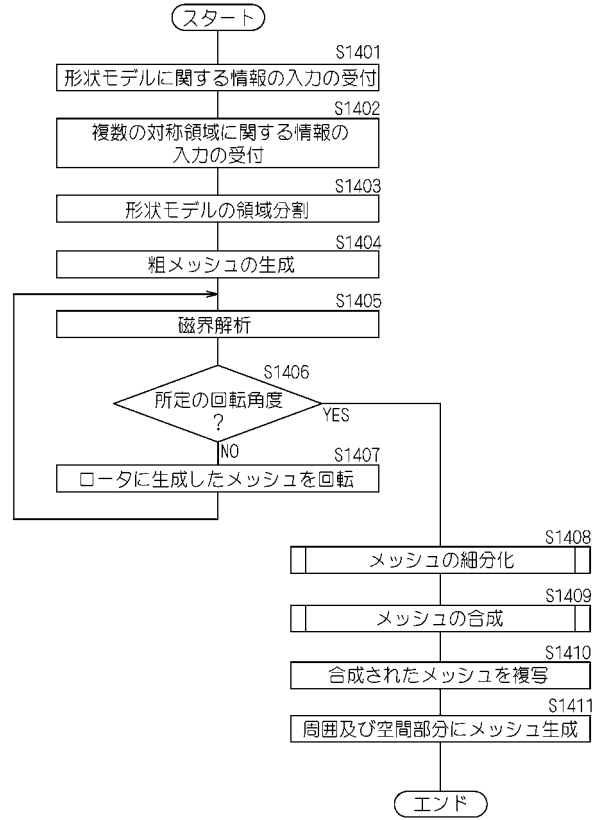 スタート
S1401
形状モデルに関する情報の入力の受付
S1402
複数の対称領域に関する情報の
入力の受付
S1403
形状モデルの領域分割
S1404
粗メッシュの生成
S1405
磁界解析
S1406
所定の回転角度
?
YES
NO
S1407
ロータに生成したメッシュを回転
S1408
メッシュの細分化
S1409
メッシュの合成
S1410
合成されたメッシュを複写
S1411
周囲及び空間部分にメッシュ生成
エンド